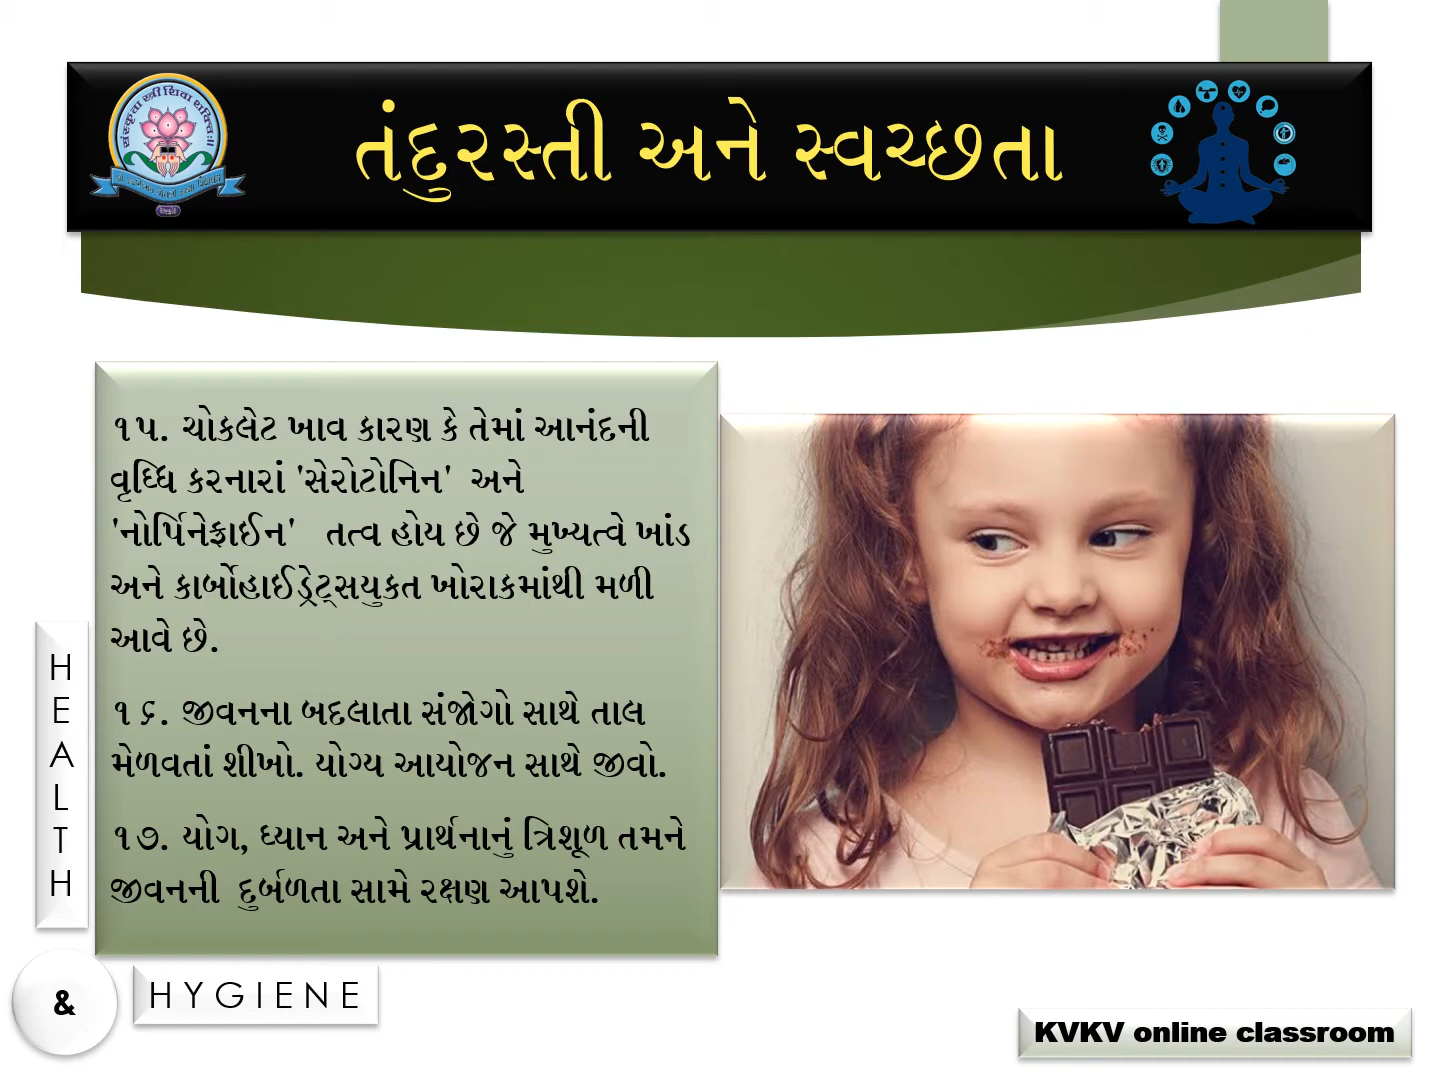 સંસ્કૃતા સ્ત્રી શિવા શક્તિઃ॥
તંદુરસ્તી અને સ્વચ્છતા
૧૫. ચોકલેટ ખાવ કારણ કે તેમાં આનંદની
વૃધ્ધિ કરનારાં 'સેરોટોનિન' અને
'નોર્પિનેફ્રાઈન' તત્વ હોય છે જે મુખ્યત્વે ખાંડ
અને કાર્બોહાઈડ્રેટ્સયુકત ખોરાકમાંથી મળી
આવે છે.
૧૬. જીવનના બદલાતા સંજોગો સાથે તાલ
મેળવતાં શીખો. યોગ્ય આયોજન સાથે જીવો.
૧૭. યોગ, ધ્યાન અને પ્રાર્થનાનું ત્રિશૂળ તમને
જીવનની દુર્બળતા સામે રક્ષણ આપશે.
HEALTH
&
HYGIENE
KVKV online classroom